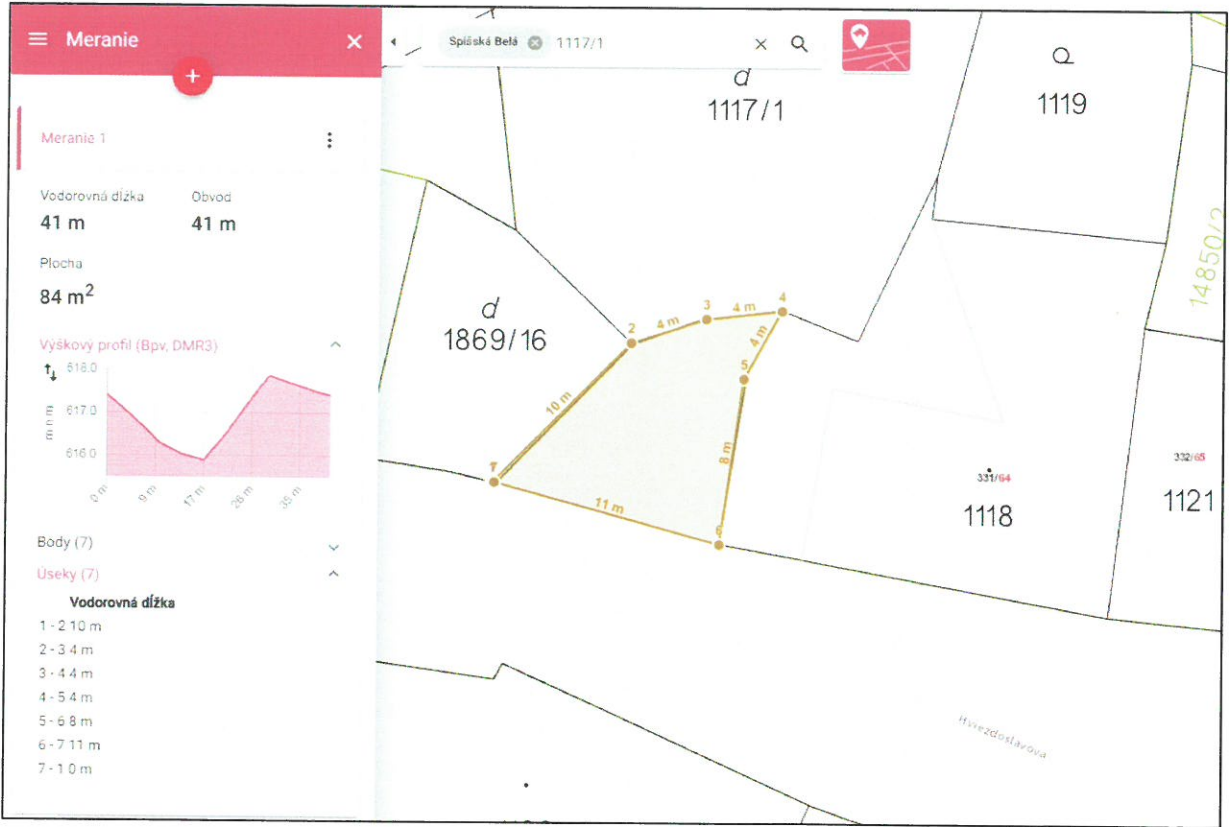 Meranie
Meranie 1
Vodorovná dĺžka Obvod
41 m 41 m
Plocha
84 m²
Výškový profil (Bpv, DMR3)
618.0
617.0
616.0
m n m
0 m 9 m 17 m 26 m 35 m
Body (7)
Úseky (7)
Vodorovná dĺžka
1 - 2 10 m
2 - 3 4 m
3 - 4 4 m
4 - 5 4 m
5 - 6 8 m
6 - 7 11 m
7 - 1 0 m
Spišská Belá 1117/1
d
1117/1
1119
14850/2
d
1869/16
2
4 m
3
4 m
4
4 m
5
10 m
8 m
11 m
331/64
1118
332/65
1121
Hviezdoslavova